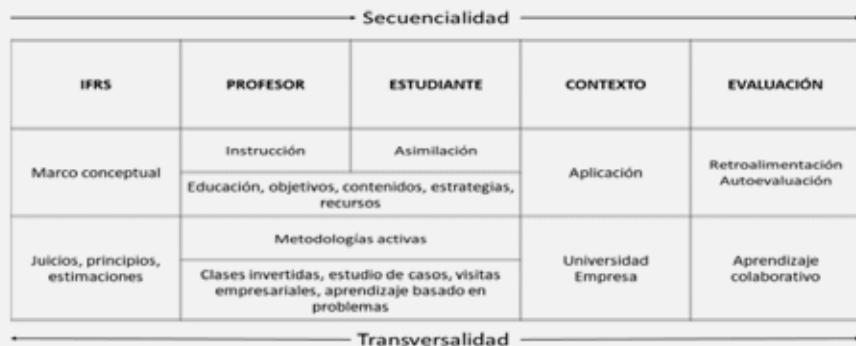 Secuencialidad
IFRS
PROFESOR
ESTUDIANTE
CONTEXTO
EVALUACIÓN
Marco conceptual
Instrucción
Asimilación
Educación, objetivos, contenidos, estrategias,
recursos
Aplicación
Retroalimentación
Autoevaluación
Juicios, principios,
estimaciones
Metodologías activas
Clases invertidas, estudio de casos, visitas
empresariales, aprendizaje basado en
problemas
Universidad
Empresa
Aprendizaje
colaborativo
Transversalidad